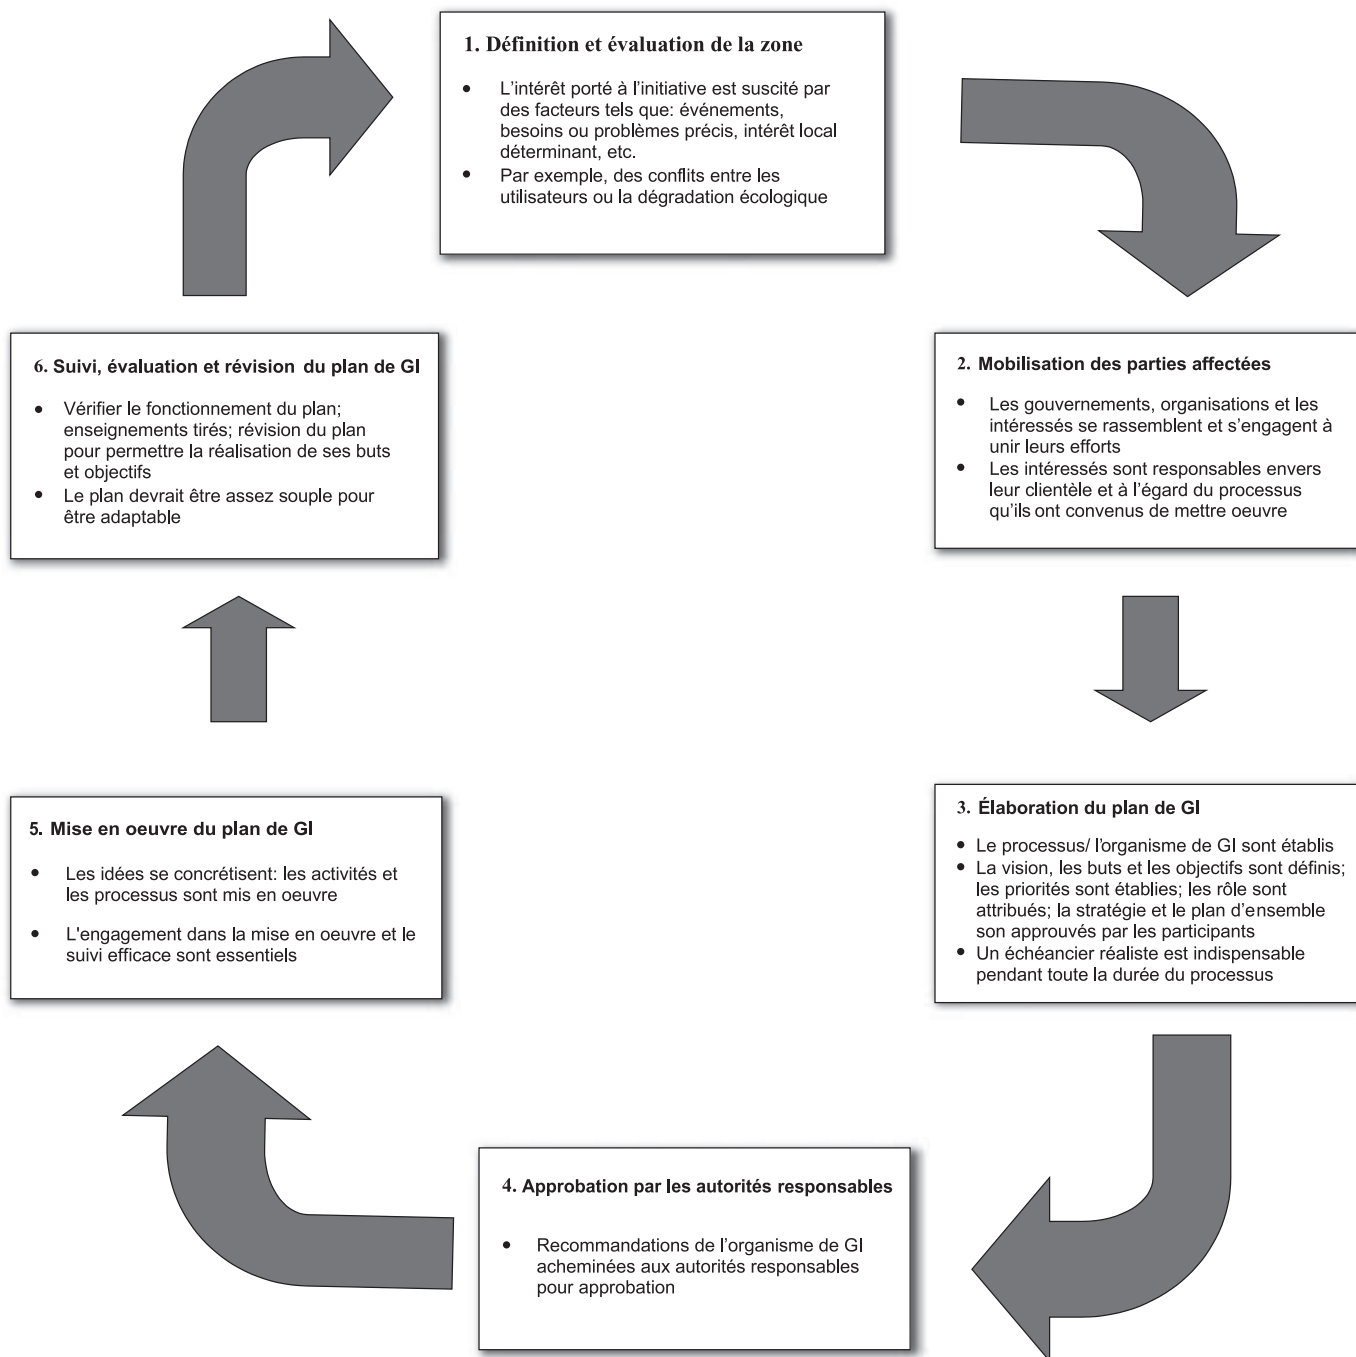 1. Définition et évaluation de la zone
• L'intérêt porté à l'initiative est suscité par
des facteurs tels que: événements,
besoins ou problèmes précis, intérêt local
déterminant, etc.
• Par exemple, des conflits entre les
utilisateurs ou la dégradation écologique
2. Mobilisation des parties affectées
• Les gouvernements, organisations et les
intéressés se rassemblent et s'engagent à
unir leurs efforts
• Les intéressés sont responsables envers
leur clientèle et à l'égard du processus
qu'ils ont convenus de mettre oeuvre
3. Élaboration du plan de GI
• Le processus/ l'organisme de GI sont établis
• La vision, les buts et les objectifs sont définis;
les priorités sont établies; les rôle sont
attribués; la stratégie et le plan d'ensemble
son approuvés par les participants
• Un échéancier réaliste est indispensable
pendant toute la durée du processus
4. Approbation par les autorités responsables
• Recommandations de l'organisme de GI
acheminées aux autorités responsables
pour approbation
5. Mise en oeuvre du plan de GI
• Les idées se concrétisent: les activités et
les processus sont mis en oeuvre
• L'engagement dans la mise en oeuvre et le
suivi efficace sont essentiels
6. Suivi, évaluation et révision du plan de GI
• Vérifier le fonctionnement du plan;
enseignements tirés; révision du plan
pour permettre la réalisation de ses buts
et objectifs
• Le plan devrait être assez souple pour
être adaptable